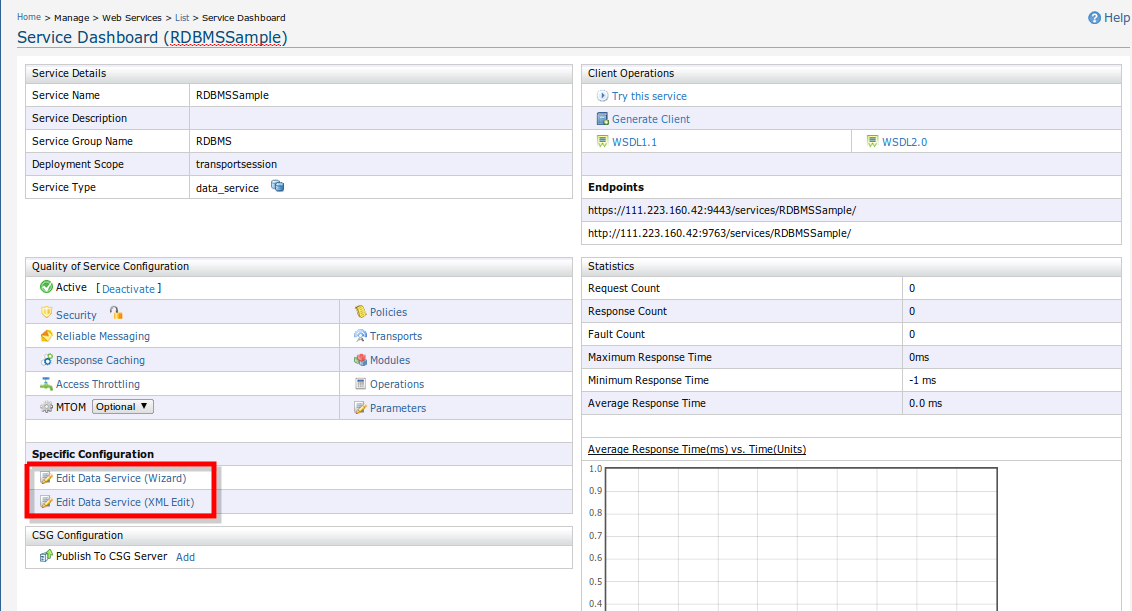 Home > Manage > Web Services > List > Service Dashboard
Help
Service Dashboard (RDBMSSample)
Service Details
Service Name RDBMSSample
Service Description
Service Group Name RDBMS
Deployment Scope transportsession
Service Type data_service
Client Operations
Try this service
Generate Client
WSDL1.1 WSDL2.0
Endpoints
https://111.223.160.42:9443/services/RDBMSSample/
http://111.223.160.42:9763/services/RDBMSSample/
Quality of Service Configuration
Active [ Deactivate ]
Security Policies
Reliable Messaging Transports
Response Caching Modules
Access Throttling Operations
MTOM Optional ▼ Parameters
Specific Configuration
Edit Data Service (Wizard)
Edit Data Service (XML Edit)
CSG Configuration
Publish To CSG Server Add
Statistics
Request Count 0
Response Count 0
Fault Count 0
Maximum Response Time 0ms
Minimum Response Time -1 ms
Average Response Time 0.0 ms
Average Response Time(ms) vs. Time(Units)
1.0
0.9
0.8
0.7
0.6
0.5
0.4